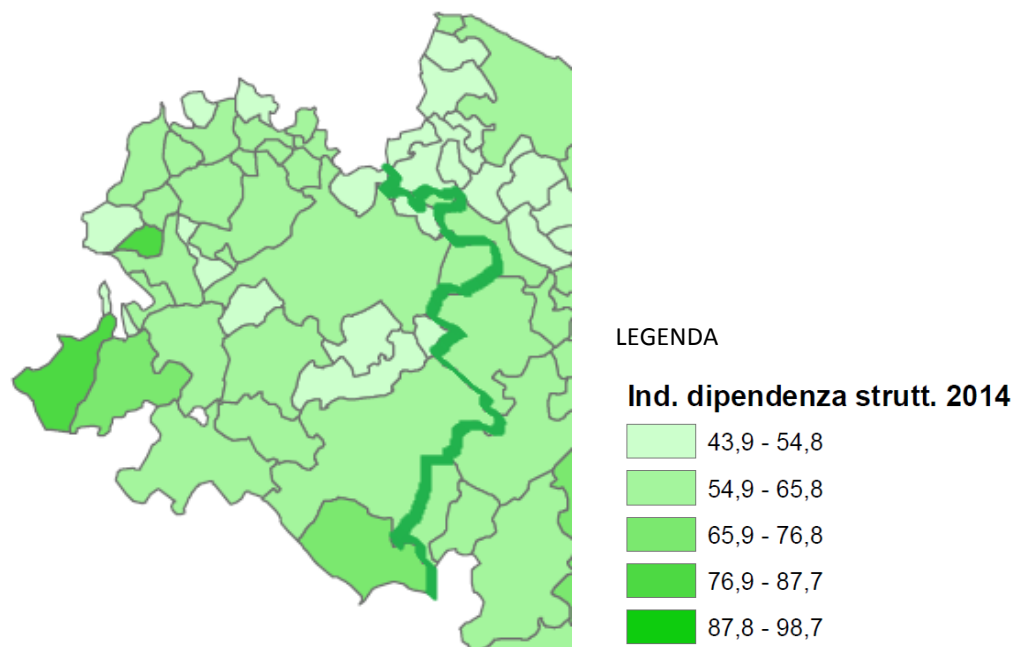 LEGENDA
Ind. dipendenza strutt. 2014
43,9 - 54,8
54,9 - 65,8
65,9 - 76,8
76,9 - 87,7
87,8 - 98,7